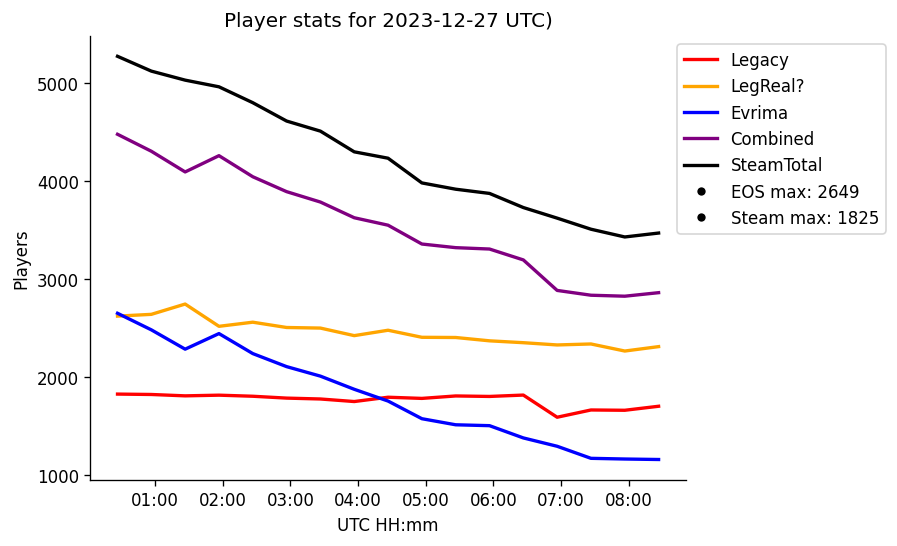 Player stats for 2023-12-27 UTC)
Players
5000
4000
3000
2000
1000
01:00 02:00 03:00 04:00 05:00 06:00 07:00 08:00
UTC HH:mm
Legacy
LegReal?
Evrima
Combined
SteamTotal
EOS max: 2649
Steam max: 1825